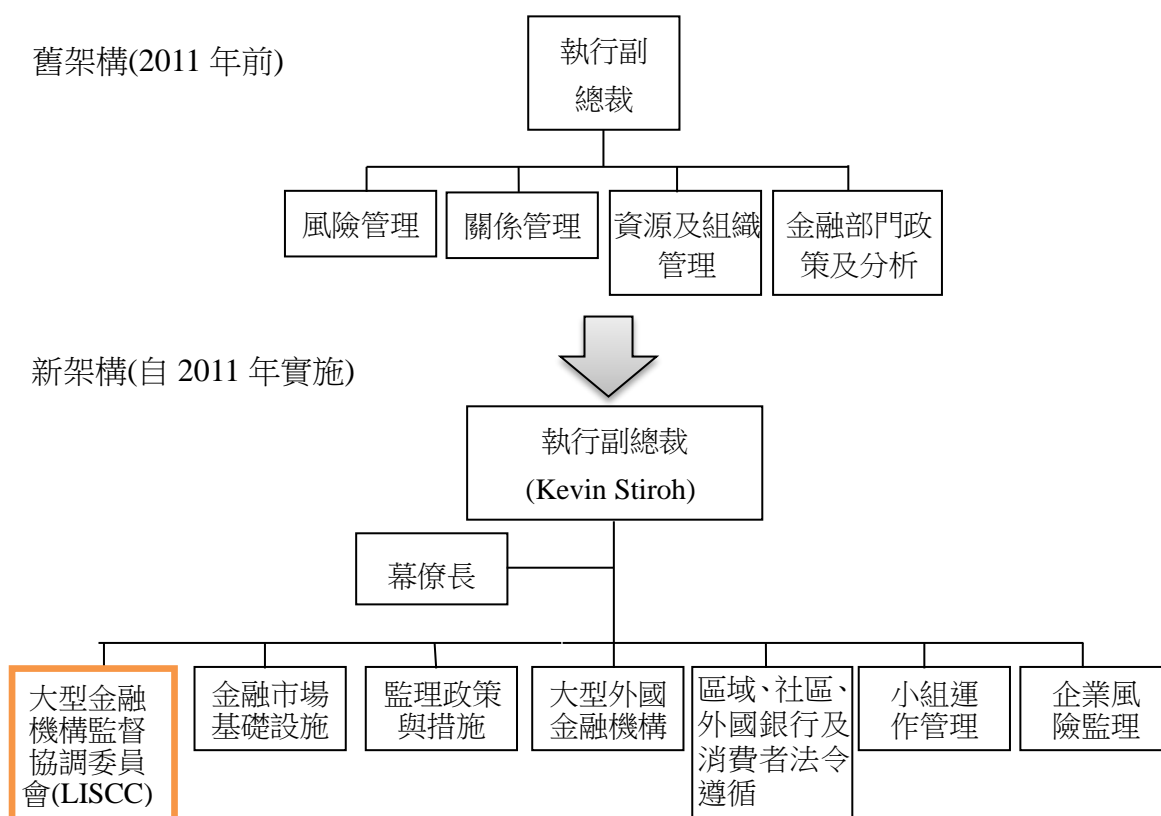 舊架構(2011 年前)
執行副
總裁
風險管理
關係管理
資源及組織
管理
金融部門政
策及分析
新架構(自 2011 年實施)
執行副總裁
(Kevin Stiroh)
幕僚長
大型金融
機構監督
協調委員
會(LISCC)
金融市場
基礎設施
監理政策
與措施
大型外國
金融機構
區域、社區、
外國銀行及
消費者法令
遵循
小組運
作管理
企業風
險監理